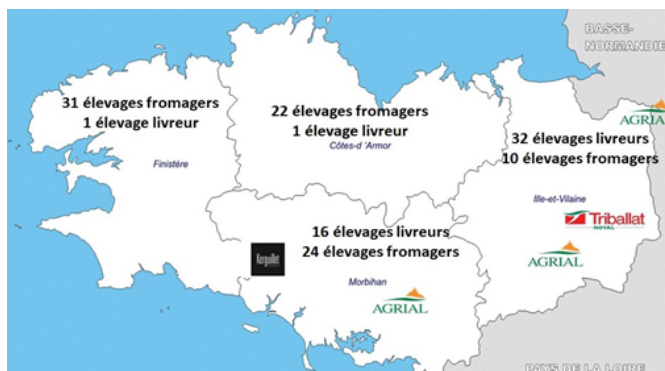 BASSE-
NORMANDIE
31 élevages fromagers
1 élevage livreur
Finistère
22 élevages fromagers
1 élevage livreur
Côtes-d 'Armor
AGRIAL
32 élevages livreurs
10 élevages fromagers
Ille-et-Vilaine
Triballat
NOYAL
AGRIAL
16 élevages livreurs
24 élevages fromagers
Kerguillet
Morbihan
AGRIAL
PAYS DE LA LOIRE